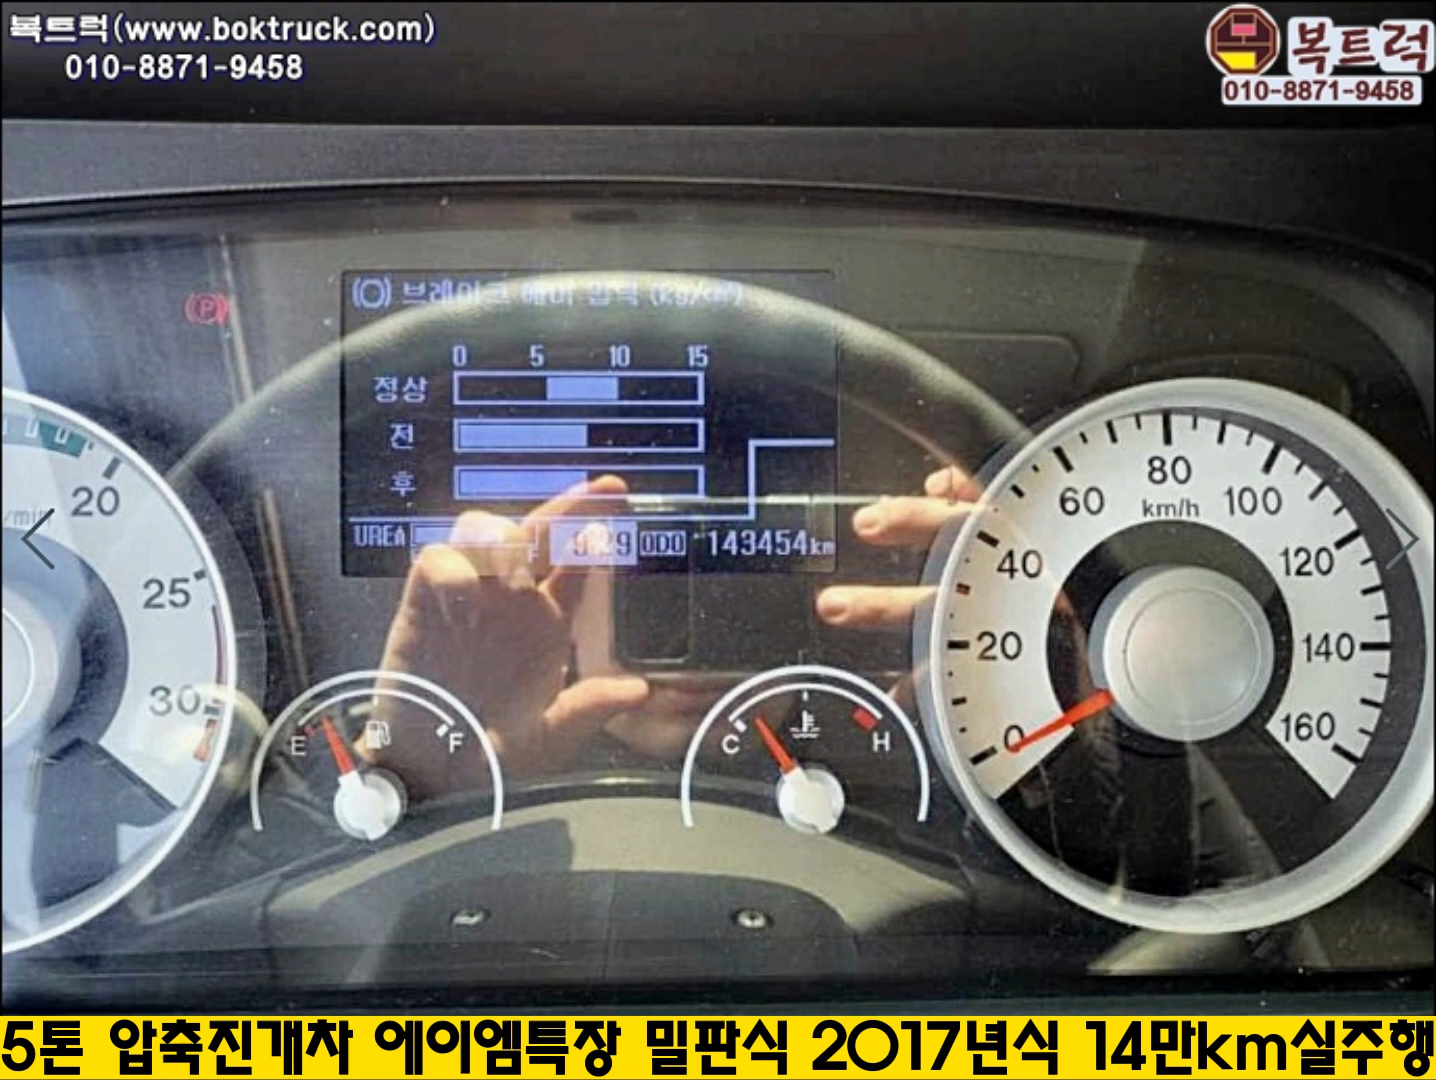 복트럭(www.boktruck.com)
010-8871-9458
복트럭
010-8871-9458
(P)
브레이크 에어 압력 (kg/cm²)
0 5 10 15
정상
전
후
UREA F ODO 143454km
/min 20
25
30
E F
C H
0 20 40 60 80 100 120 140 160
km/h
5톤 압축진개차 에이엠특장 밀판식 2017년식 14만km실주행